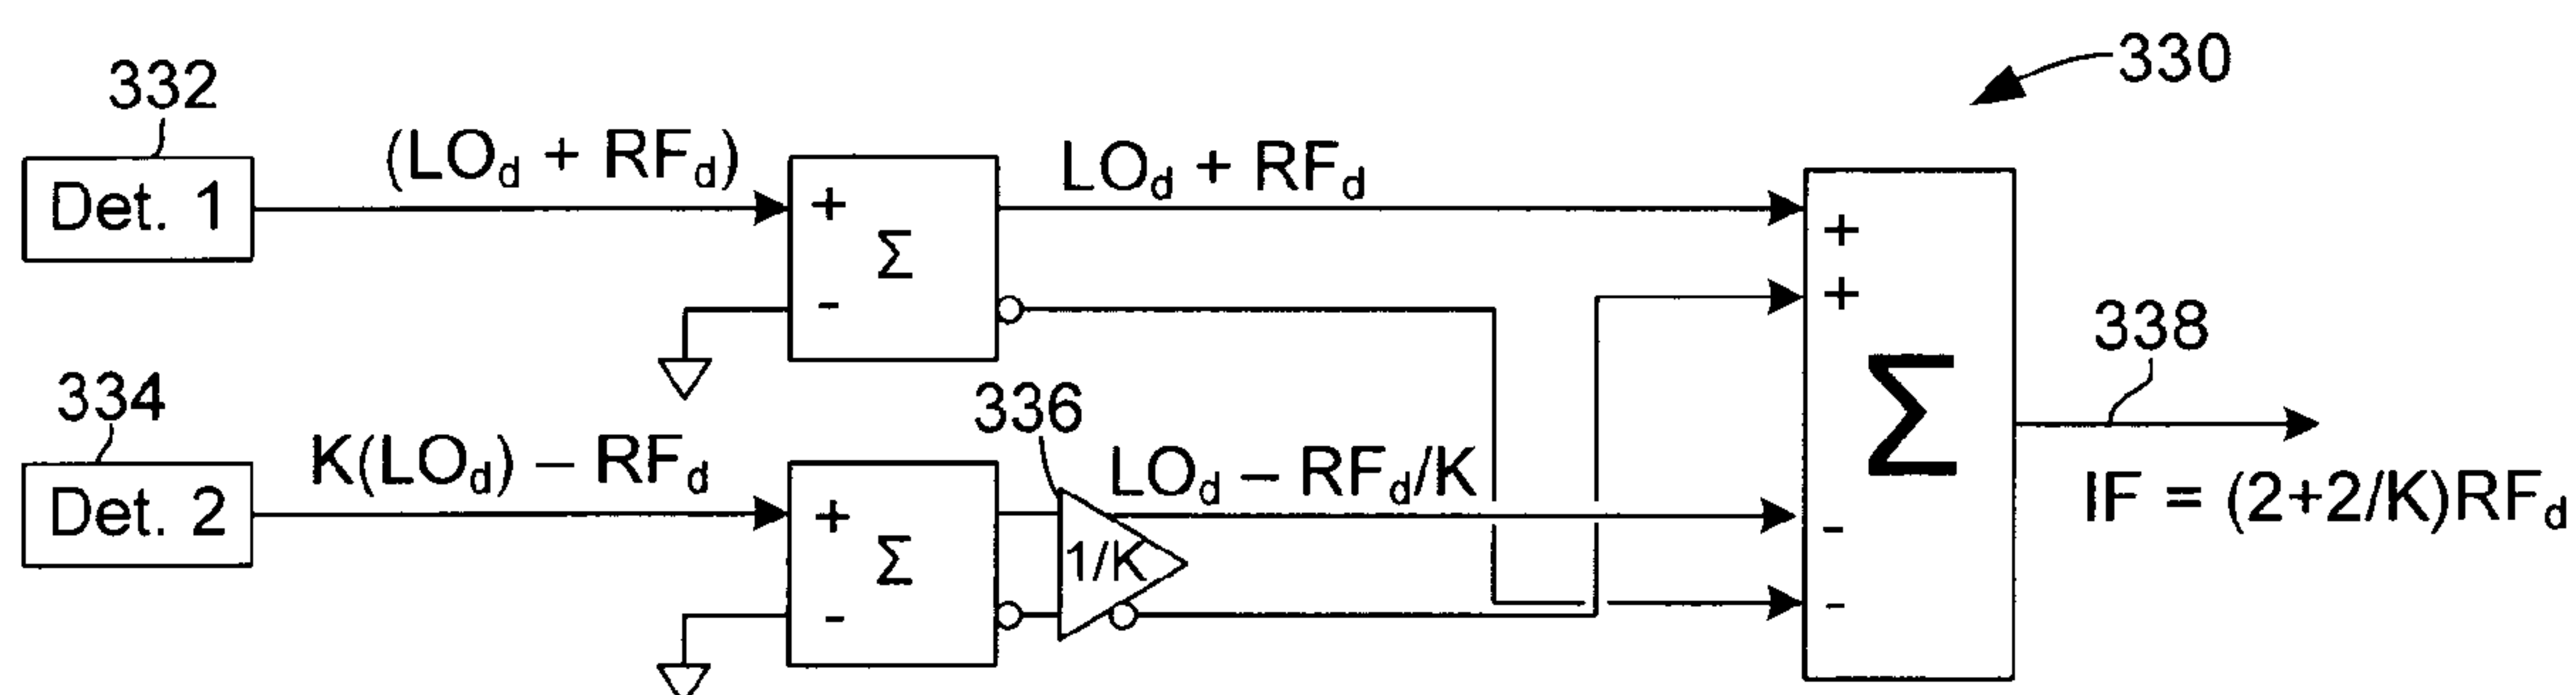 330
332
(LOd + RFd)
LOd + RFd
Det. 1
+
Σ
-
+
+
Σ
-
-
338
IF = (2+2/K)RFd
334
336
K(LOd) – RFd
LOd – RFd/K
Det. 2
+
Σ
-
1/K